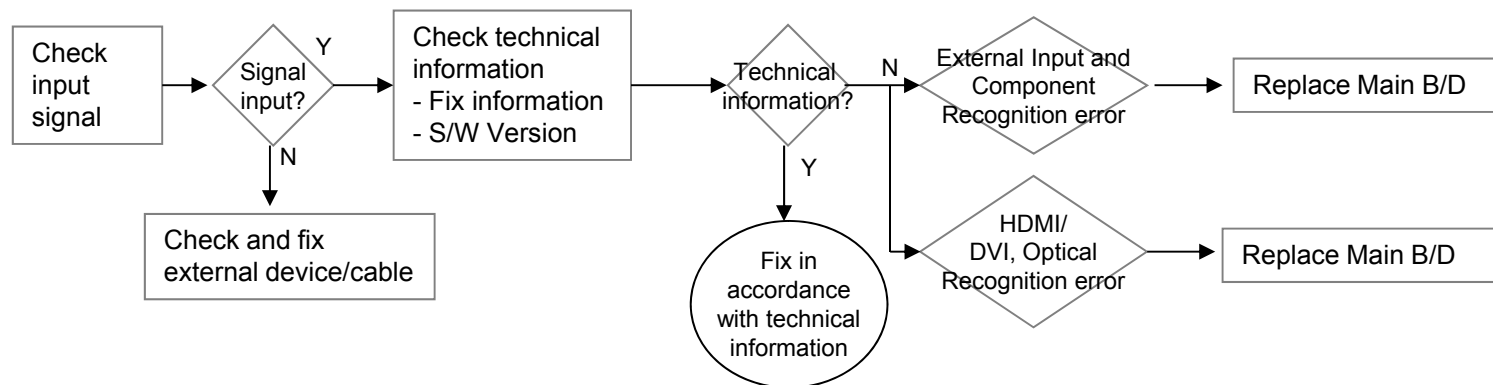 Check
input
signal
Signal
input?
Y
N
Check and fix
external device/cable
Check technical
information
- Fix information
- S/W Version
Technical
information?
N
Y
Fix in
accordance
with technical
information
External Input and
Component
Recognition error
Replace Main B/D
HDMI/
DVI, Optical
Recognition error
Replace Main B/D